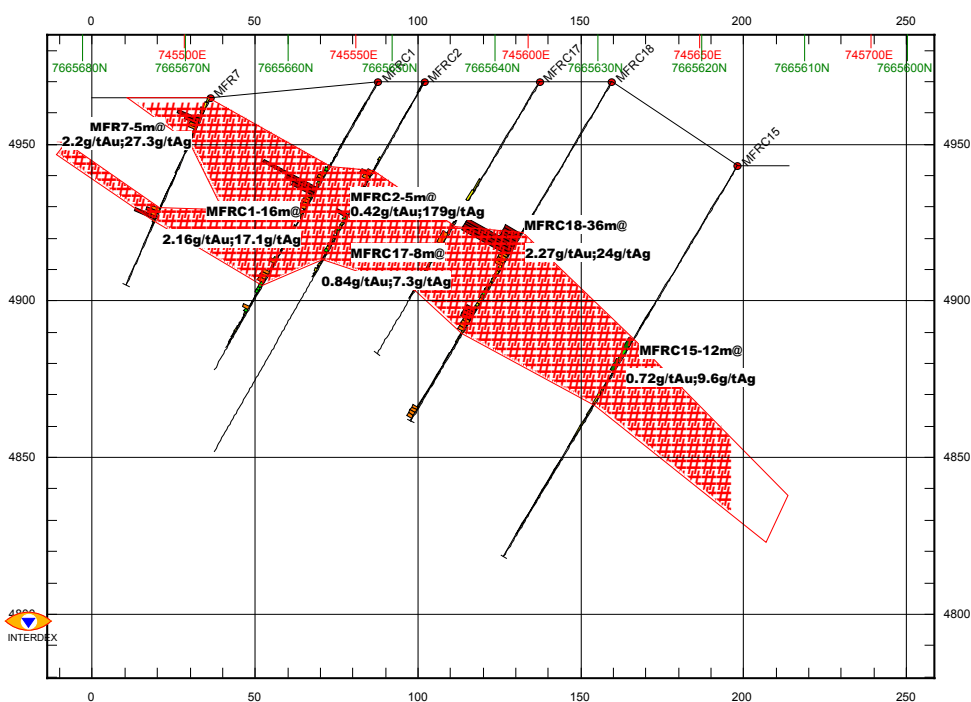 0 50 100 150 200 250
745500E 745550E 745600E 745650E 745700E
7665680N 7665670N 7665660N 7665640N 7665630N 7665620N 7665610N 7665600N
MFR7 MFRC1 MFRC2 MFRC17 MFRC18
MFRC15
4950 4950
MFR7-5m@
2.2g/tAu;27.3g/tAg
MFRC2-5m@
0.42g/tAu;179g/tAg
MFRC1-16m@
2.16g/tAu;17.1g/tAg
MFRC18-36m@
2.27g/tAu;24g/tAg
MFRC17-8m@
0.84g/tAu;7.3g/tAg
4900 4900
MFRC15-12m@
0.72g/tAu;9.6g/tAg
4850 4850
4800 4800
INTERDEX
0 50 100 150 200 250